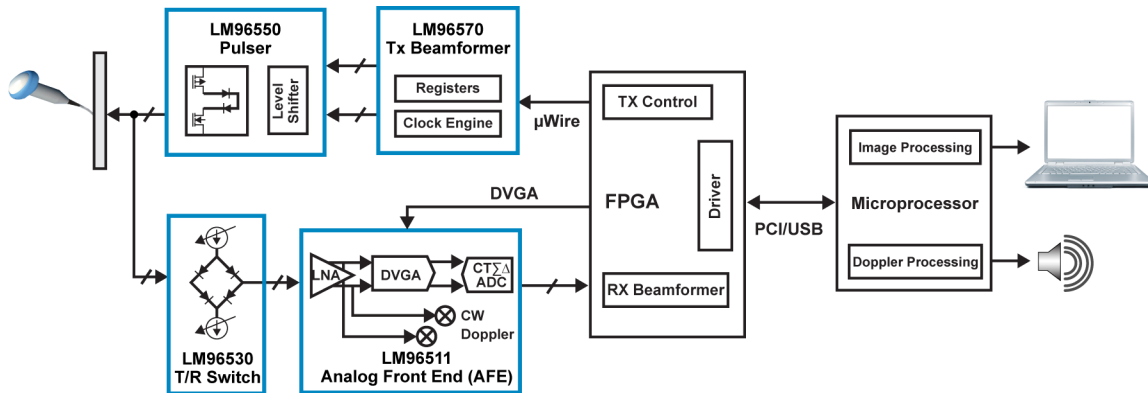 LM96550
Pulser
Level
Shifter
LM96570
Tx Beamformer
Registers
Clock Engine
µWire
TX Control
FPGA
Driver
RX Beamformer
DVGA
PCI/USB
Image Processing
Microprocessor
Doppler Processing
LM96530
T/R Switch
LNA
DVGA
CTΣΔ
ADC
CW
Doppler
LM96511
Analog Front End (AFE)